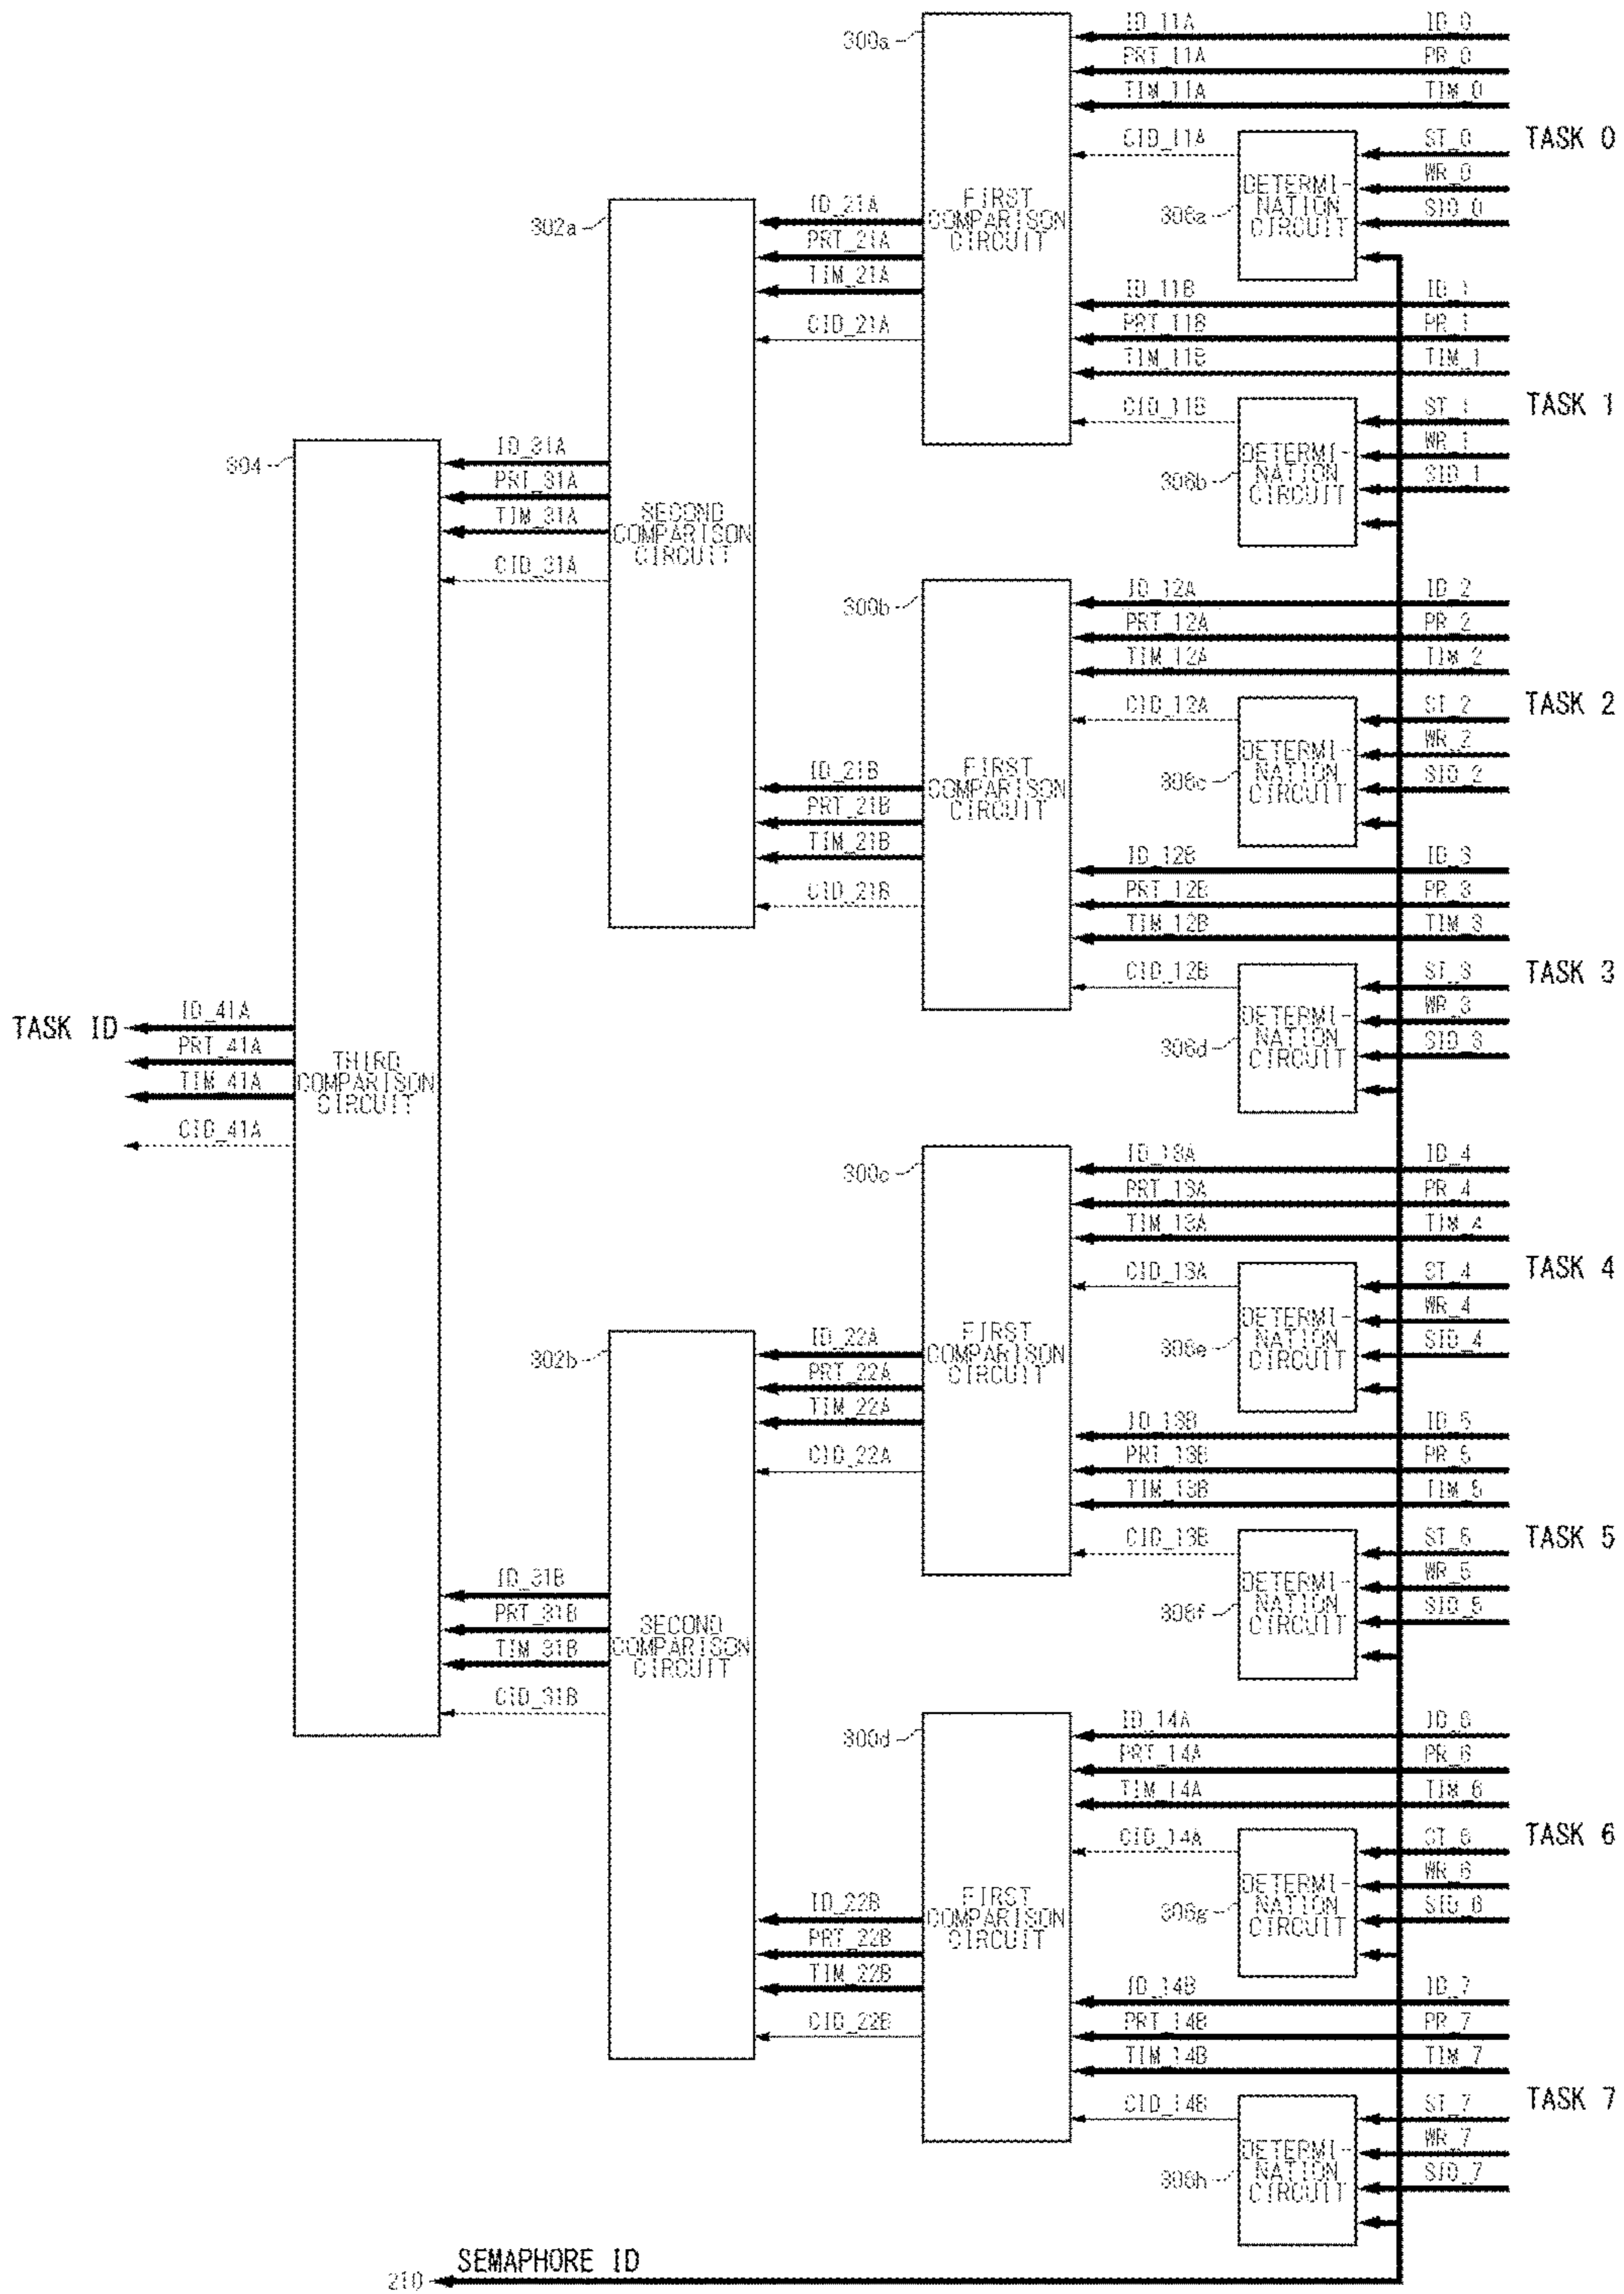 300a
ID_11A ID_0
PRT_11A PR_0
TIM_11A TIM_0
TASK 0
CID_11A ST_0
WR_0
SID_0
306a
DETERMI-
NATION
CIRCUIT
FIRST
COMPARISON
CIRCUIT
302a
ID_21A
PRT_21A
TIM_21A
CID_21A
ID_11B ID_1
PRT_11B PR_1
TIM_11B TIM_1
TASK 1
CID_11B ST_1
WR_1
SID_1
306b
DETERMI-
NATION
CIRCUIT
304
ID_31A
PRT_31A
TIM_31A
CID_31A
SECOND
COMPARISON
CIRCUIT
300b
ID_12A ID_2
PRT_12A PR_2
TIM_12A TIM_2
TASK 2
CID_12A ST_2
WR_2
SID_2
306c
DETERMI-
NATION
CIRCUIT
FIRST
COMPARISON
CIRCUIT
ID_21B
PRT_21B
TIM_21B
CID_21B
ID_12B ID_3
PRT_12B PR_3
TIM_12B TIM_3
TASK 3
CID_12B ST_3
WR_3
SID_3
306d
DETERMI-
NATION
CIRCUIT
TASK ID
ID_41A
PRT_41A
TIM_41A
CID_41A
THIRD
COMPARISON
CIRCUIT
300c
ID_13A ID_4
PRT_13A PR_4
TIM_13A TIM_4
TASK 4
CID_13A ST_4
WR_4
SID_4
306e
DETERMI-
NATION
CIRCUIT
FIRST
COMPARISON
CIRCUIT
302b
ID_22A
PRT_22A
TIM_22A
CID_22A
ID_13B ID_5
PRT_13B PR_5
TIM_13B TIM_5
TASK 5
CID_13B ST_5
WR_5
SID_5
306f
DETERMI-
NATION
CIRCUIT
ID_31B
PRT_31B
TIM_31B
CID_31B
SECOND
COMPARISON
CIRCUIT
300d
ID_14A ID_6
PRT_14A PR_6
TIM_14A TIM_6
TASK 6
CID_14A ST_6
WR_6
SID_6
306g
DETERMI-
NATION
CIRCUIT
FIRST
COMPARISON
CIRCUIT
ID_22B
PRT_22B
TIM_22B
CID_22B
ID_14B ID_7
PRT_14B PR_7
TIM_14B TIM_7
TASK 7
CID_14B ST_7
WR_7
SID_7
306h
DETERMI-
NATION
CIRCUIT
SEMAPHORE ID
210